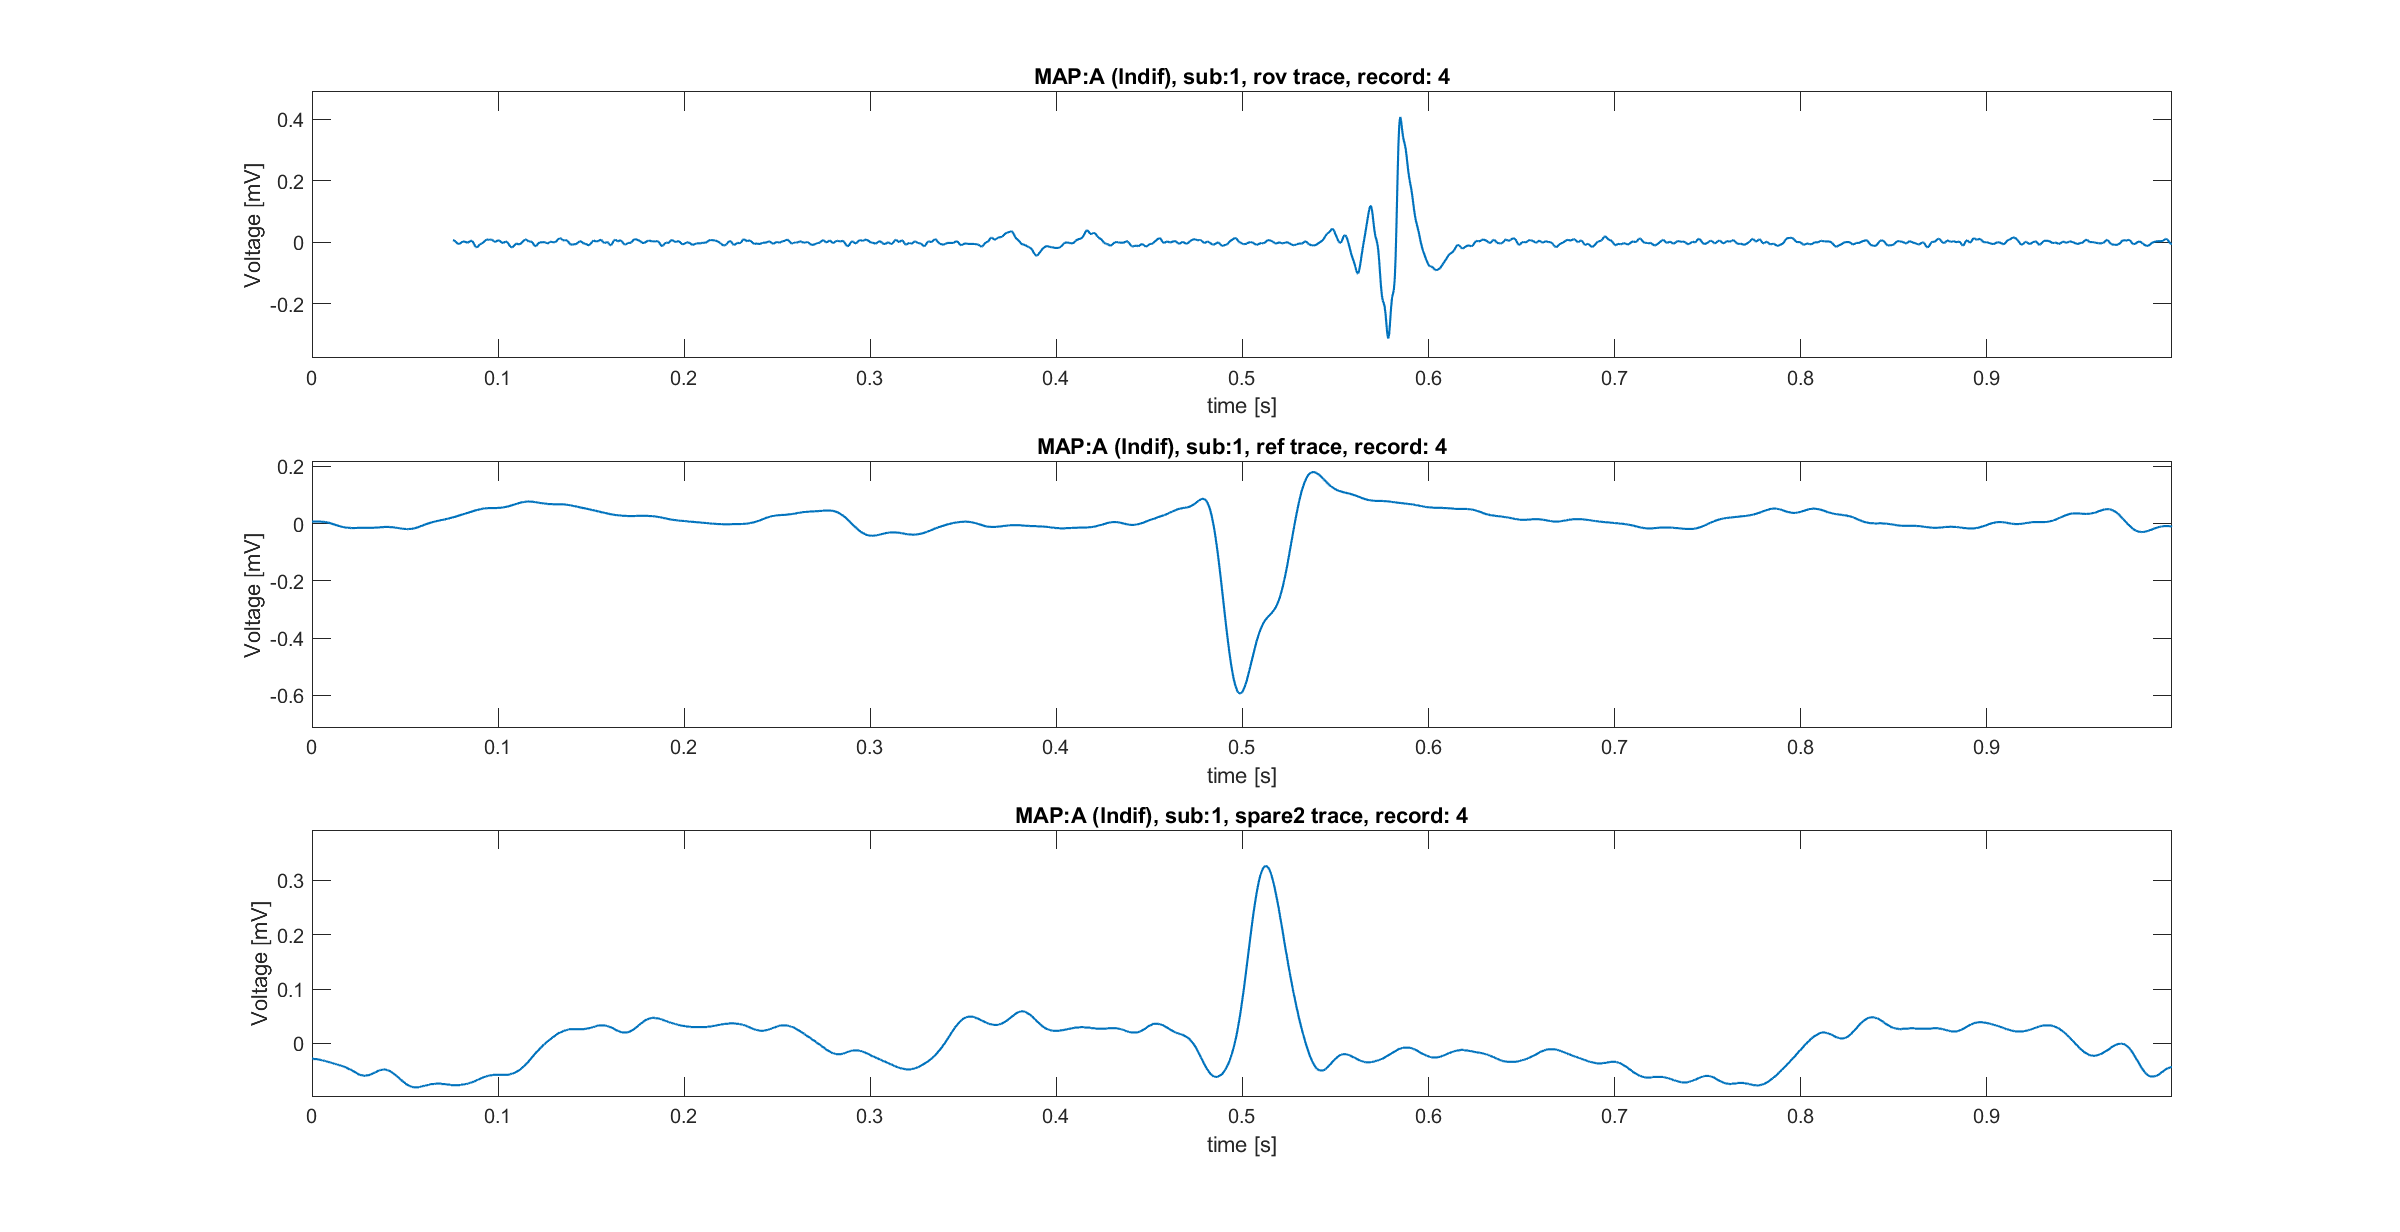 MAP:A (Indif), sub:1, rov trace, record: 4
Voltage [mV]
0.4
0.2
0
-0.2
0 0.1 0.2 0.3 0.4 0.5 0.6 0.7 0.8 0.9
time [s]
MAP:A (Indif), sub:1, ref trace, record: 4
Voltage [mV]
0.2
0
-0.2
-0.4
-0.6
0 0.1 0.2 0.3 0.4 0.5 0.6 0.7 0.8 0.9
time [s]
MAP:A (Indif), sub:1, spare2 trace, record: 4
Voltage [mV]
0.3
0.2
0.1
0
0 0.1 0.2 0.3 0.4 0.5 0.6 0.7 0.8 0.9
time [s]